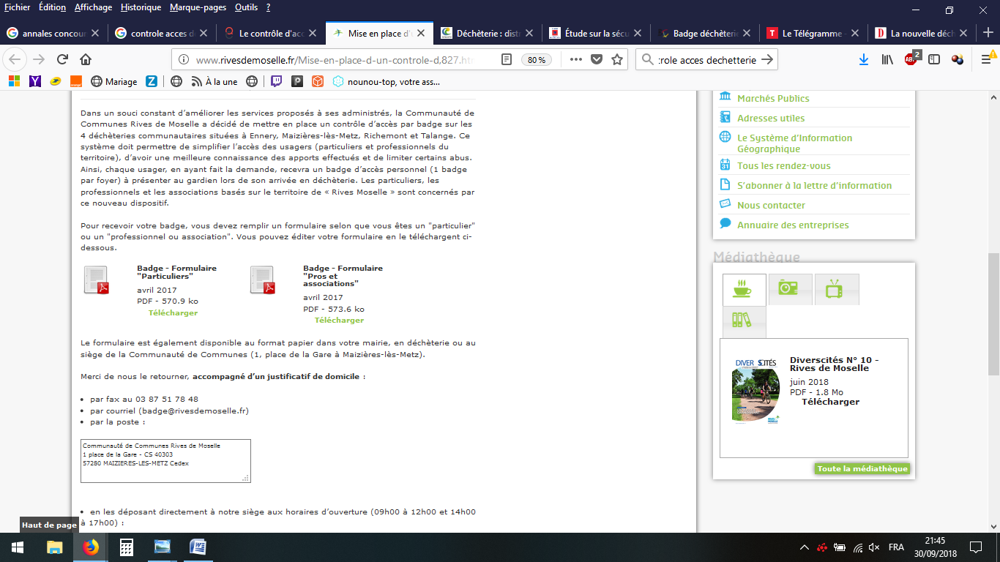 Fichier Édition Affichage Historique Marque-pages Outils ?
annales concour
controle acces d
Le contrôle d'acc
Mise en place d'u
Déchèterie : distr
Étude sur la sécu
Badge déchèterie
Le Télégramme -
La nouvelle déch
www.rivesdemoselle.fr/Mise-en-place-d-un-controle-d,827.ht
80 %
role acces dechetterie
2
Mariage
À la une
nounou-top, votre ass...
Dans un souci constant d'améliorer les services proposés à ses administrés, la Communauté de
Communes Rives de Moselle a décidé de mettre en place un contrôle d'accès par badge sur les
4 déchèteries communautaires situées à Ennery, Maizières-lès-Metz, Richemont et Talange. Ce
système doit permettre de simplifier l'accès des usagers (particuliers et professionnels du
territoire), d'avoir une meilleure connaissance des apports effectués et de limiter certains abus.
Ainsi, chaque usager, en ayant fait la demande, recevra un badge d'accès personnel (1 badge
par foyer) à présenter au gardien lors de son arrivée en déchèterie. Les particuliers, les
professionnels et les associations basés sur le territoire de « Rives Moselle » sont concernés par
ce nouveau dispositif.
Pour recevoir votre badge, vous devez remplir un formulaire selon que vous êtes un "particulier"
ou un "professionnel ou association". Vous pouvez éditer votre formulaire en le téléchargent ci-
dessous.
Badge - Formulaire
"Particuliers"
avril 2017
PDF - 570.9 ko
Télécharger
Badge - Formulaire
"Pros et
associations"
avril 2017
PDF - 573.6 ko
Télécharger
Le formulaire est également disponible au format papier dans votre mairie, en déchèterie ou au
siège de la Communauté de Communes (1, place de la Gare à Maizières-lès-Metz).
Merci de nous le retourner, accompagné d'un justificatif de domicile :
• par fax au 03 87 51 78 48
• par courriel (badge@rivesdemoselle.fr)
• par la poste :
Communauté de Communes Rives de Moselle
1 place de la Gare - CS 40303
57280 MAIZIERES-LES-METZ Cedex
• en les déposant directement à notre siège aux horaires d'ouverture (09h00 à 12h00 et 14h00
à 17h00) :
Haut de page
Marchés Publics
Adresses utiles
Le Système d'Information
Géographique
Tous les rendez-vous
S'abonner à la lettre d'information
Nous contacter
Annuaire des entreprises
Médiathèque
DIVERSCITÉS
Diverscités N° 10 -
Rives de Moselle
juin 2018
PDF - 1.8 Mo
Télécharger
Toute la médiathèque
FRA
21:45
30/09/2018